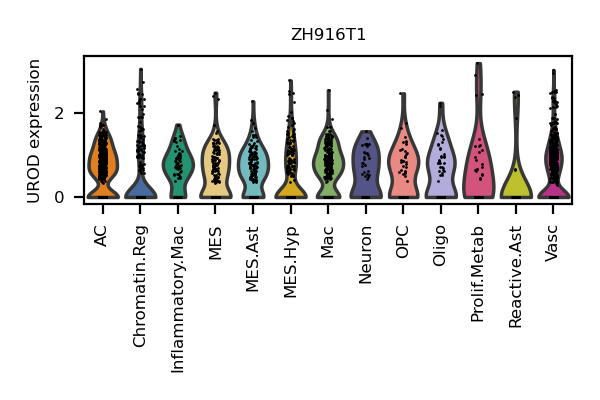 ZH916T1
UROD expression
2
0
AC
Chromatin.Reg
Inflammatory.Mac
MES
MES.Ast
MES.Hyp
Mac
Neuron
OPC
Oligo
Prolif.Metab
Reactive.Ast
Vasc